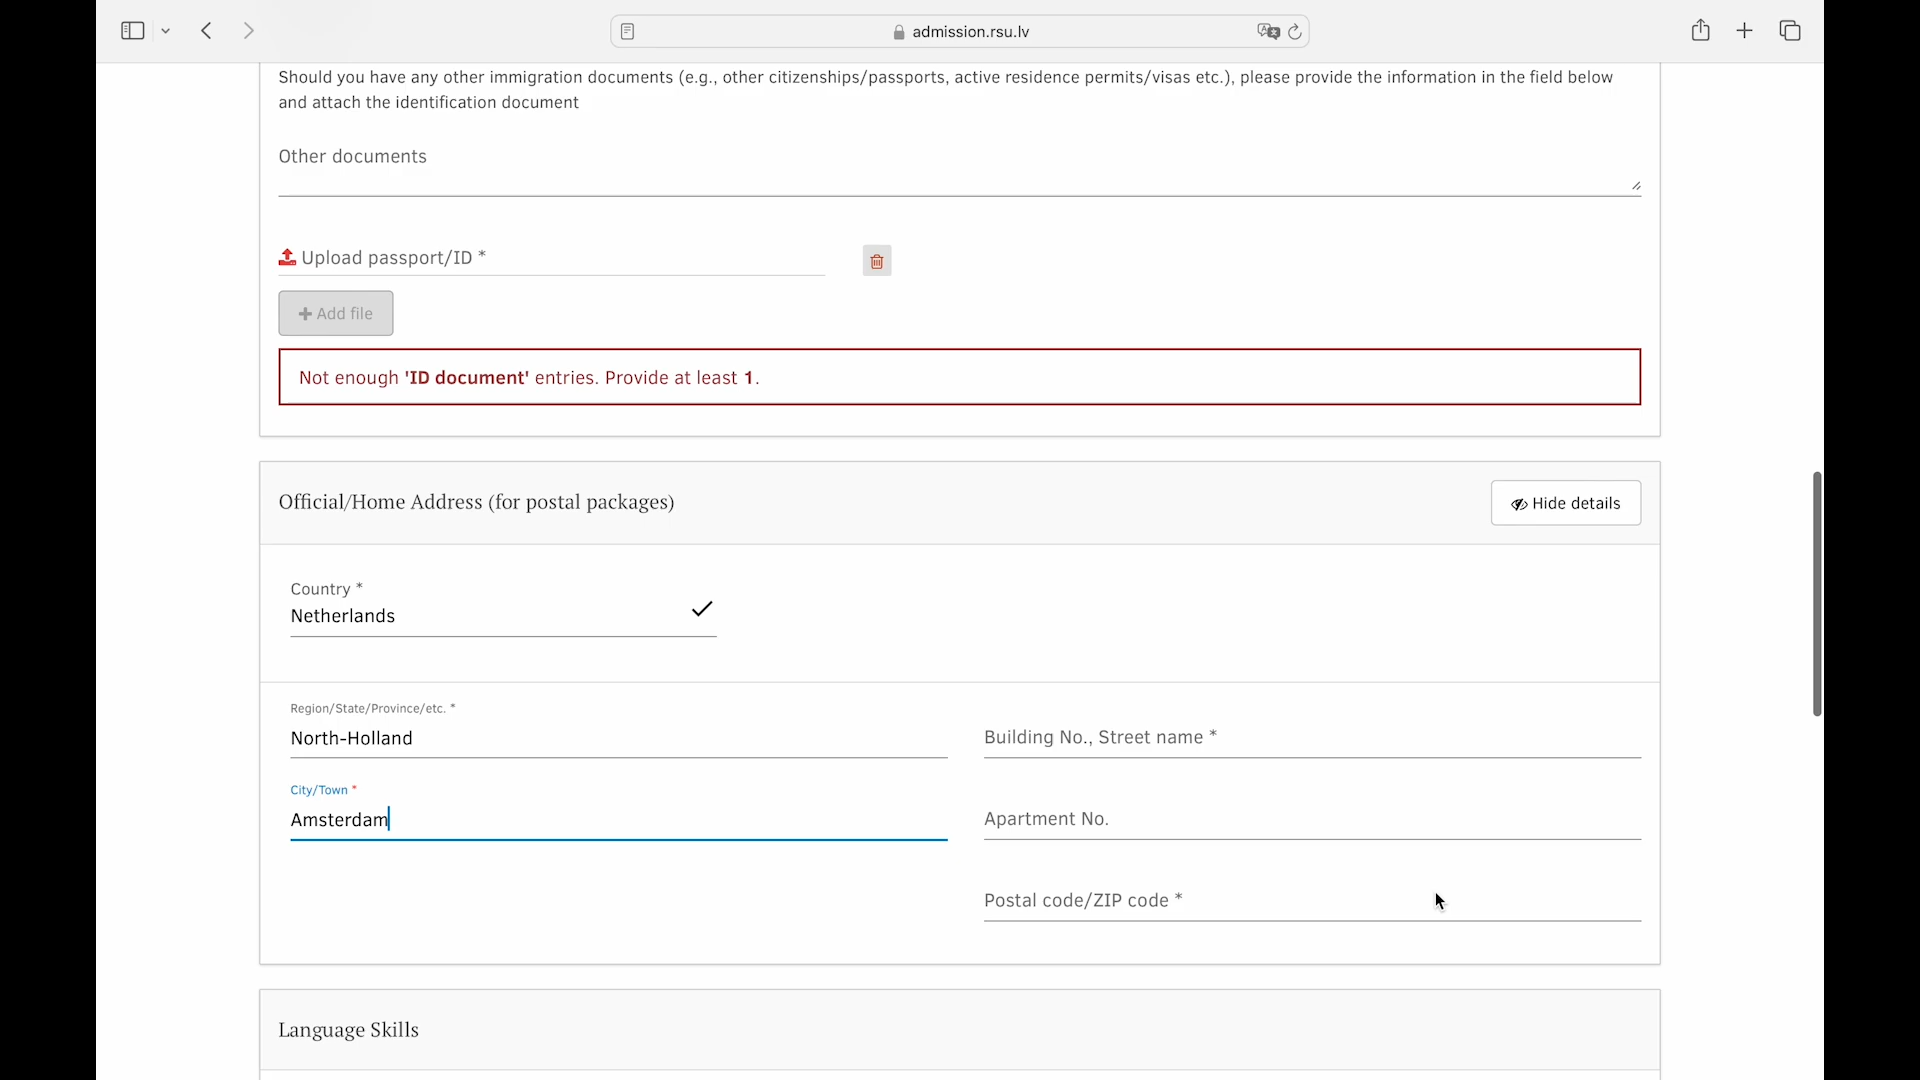 admission.rsu.lv
Should you have any other immigration documents (e.g., other citizenships/passports, active residence permits/visas etc.), please provide the information in the field below
and attach the identification document
Other documents
Upload passport/ID *
Add file
Not enough 'ID document' entries. Provide at least 1.
Official/Home Address (for postal packages)
Hide details
Country *
Netherlands
Region/State/Province/etc. *
North-Holland
Building No., Street name *
City/Town *
Amsterdam
Apartment No.
Postal code/ZIP code *
Language Skills